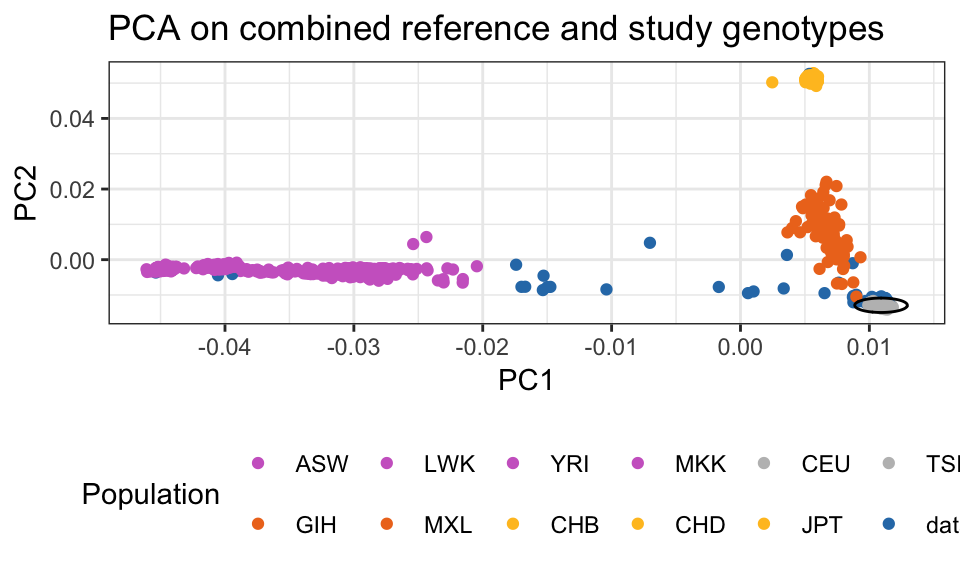 PCA on combined reference and study genotypes
PC2
0.04
0.02
0.00
-0.04 -0.03 -0.02 -0.01 0.00 0.01
PC1
Population
ASW LWK YRI MKK CEU TSI
GIH MXL CHB CHD JPT dat